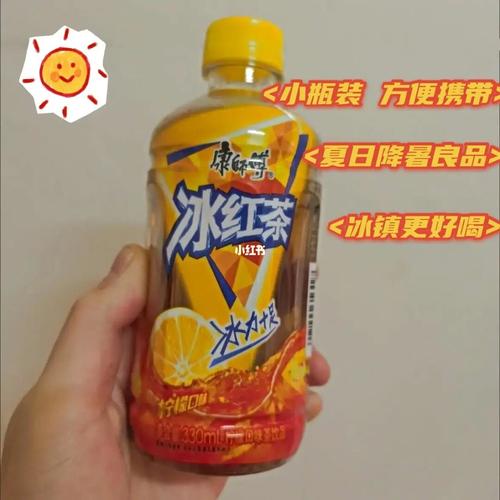 <小瓶装 方便携带>
<夏日降暑良品>
<冰镇更好喝>
康师傅
冰红茶
小红书
冰力十足
柠檬口味
330mL